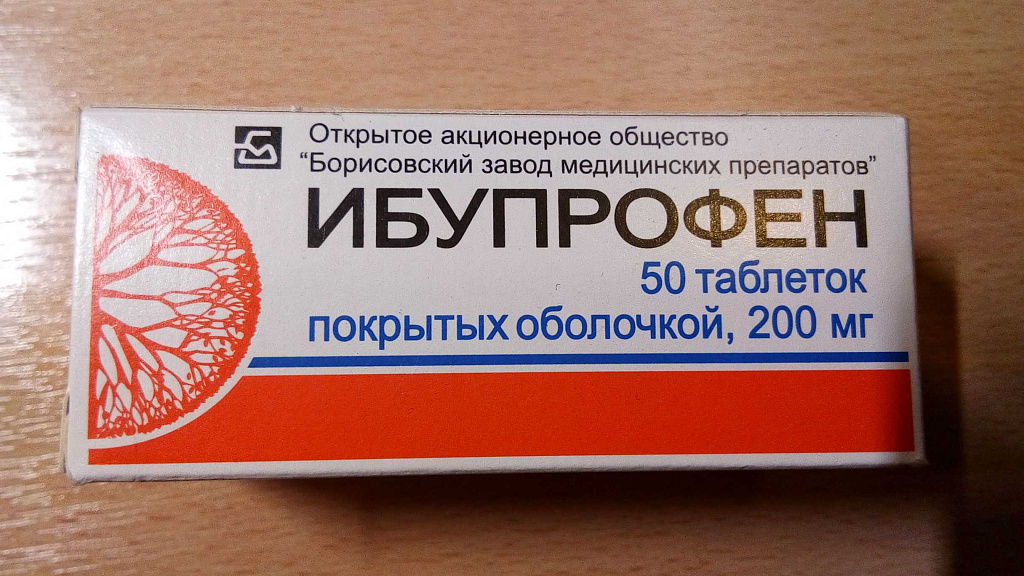 Открытое акционерное общество
"Борисовский завод медицинских препаратов"
ИБУПРОФЕН
50 таблеток
покрытых оболочкой, 200 мг